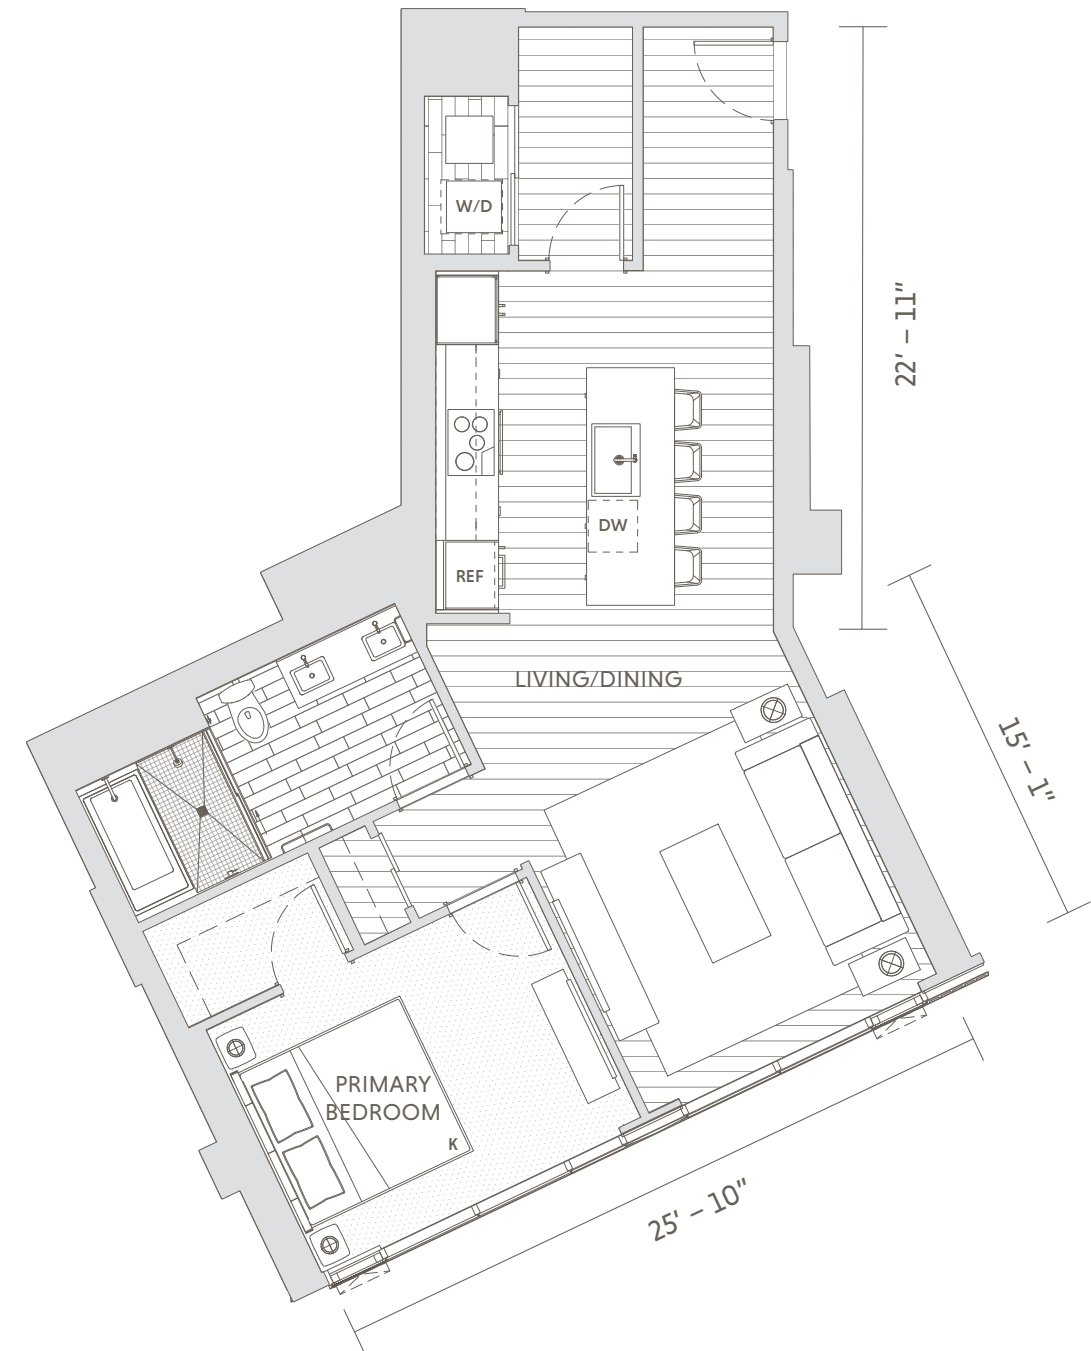 W/D
22′ – 11″
DW
REF
LIVING/DINING
15′ – 1″
PRIMARY
BEDROOM
K
25′ – 10″